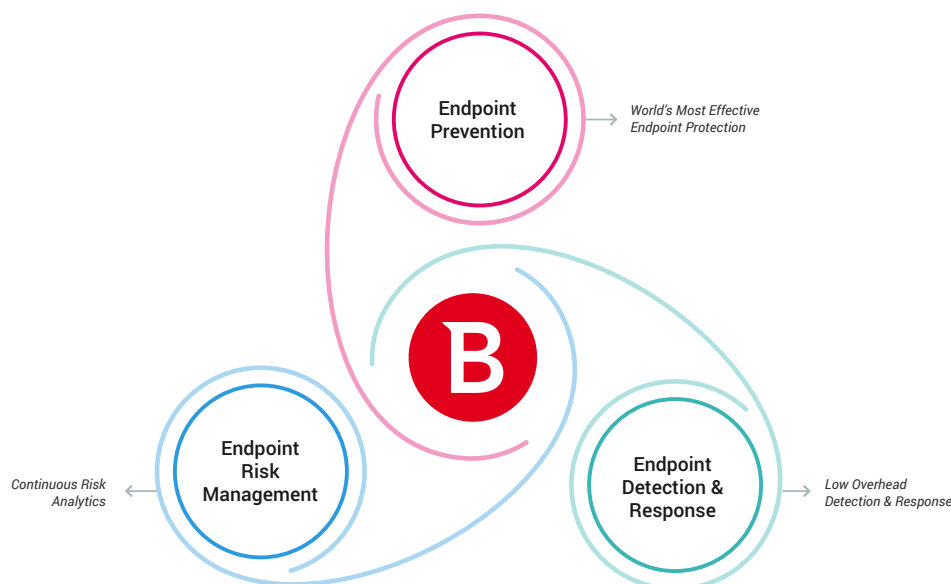 Endpoint
Prevention
World's Most Effective
Endpoint Protection
B
Endpoint
Risk
Management
Continuous Risk
Analytics
Endpoint
Detection &
Response
Low Overhead
Detection & Response